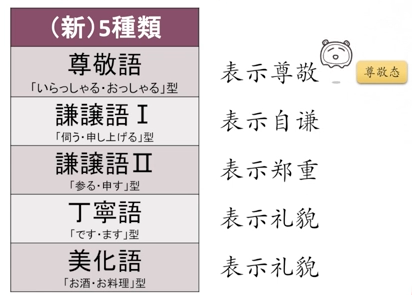 （新）5種類
尊敬語
「いらっしゃる・おっしゃる」型
表示尊敬
尊敬态
謙譲語Ⅰ
「伺う・申し上げる」型
表示自谦
謙譲語Ⅱ
「参る・申す」型
表示郑重
丁寧語
「です・ます」型
表示礼貌
美化語
「お酒・お料理」型
表示礼貌